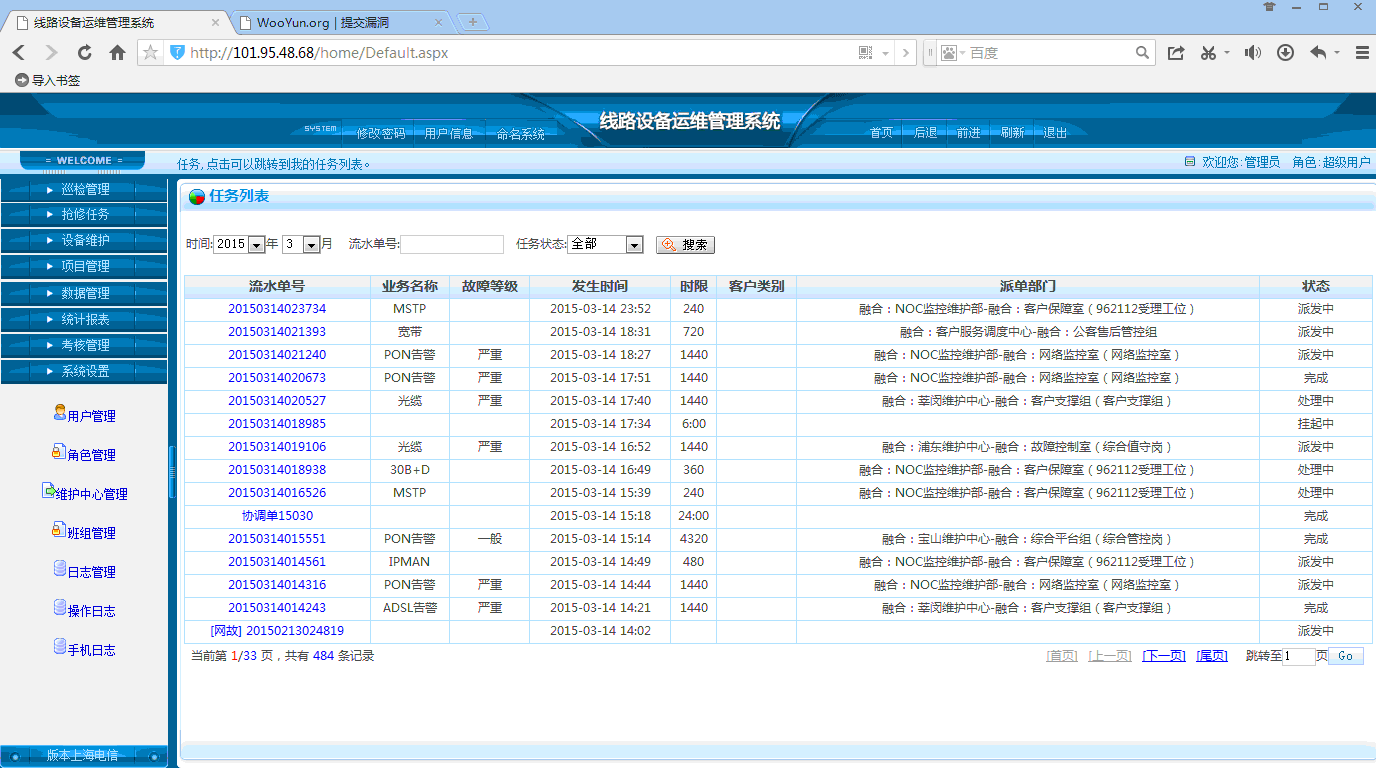 线路设备运维管理系统 WooYun.org | 提交漏洞
http://101.95.48.68/home/Default.aspx 百度
导入书签
SYSTEM 修改密码 用户信息 命名系统 线路设备运维管理系统 首页 后退 前进 刷新 退出
= WELCOME = 任务,点击可以跳转到我的任务列表。 欢迎您:管理员 角色:超级用户
巡检管理
抢修任务
设备维护
项目管理
数据管理
统计报表
考核管理
系统设置
用户管理
角色管理
维护中心管理
班组管理
日志管理
操作日志
手机日志
版本上海电信
任务列表
时间:2015年 3 月 流水单号: 任务状态:全部 搜索
流水单号 业务名称 故障等级 发生时间 时限 客户类别 派单部门 状态
20150314023734 MSTP 2015-03-14 23:52 240 融合：NOC监控维护部-融合：客户保障室（962112受理工位） 派发中
20150314021393 宽带 2015-03-14 18:31 720 融合：客户服务调度中心-融合：公客售后管控组 派发中
20150314021240 PON告警 严重 2015-03-14 18:27 1440 融合：NOC监控维护部-融合：网络监控室（网络监控室） 派发中
20150314020673 PON告警 严重 2015-03-14 17:51 1440 融合：NOC监控维护部-融合：网络监控室（网络监控室） 完成
20150314020527 光缆 严重 2015-03-14 17:40 1440 融合：莘闵维护中心-融合：客户支撑组（客户支撑组） 处理中
20150314018985 2015-03-14 17:34 6:00 挂起中
20150314019106 光缆 严重 2015-03-14 16:52 1440 融合：浦东维护中心-融合：故障控制室（综合值守岗） 派发中
20150314018938 30B+D 2015-03-14 16:49 360 融合：NOC监控维护部-融合：客户保障室（962112受理工位） 处理中
20150314016526 MSTP 2015-03-14 15:39 240 融合：NOC监控维护部-融合：客户保障室（962112受理工位） 处理中
协调单15030 2015-03-14 15:18 24:00 完成
20150314015551 PON告警 一般 2015-03-14 15:14 4320 融合：宝山维护中心-融合：综合平台组（综合管控岗） 完成
20150314014561 IPMAN 2015-03-14 14:49 480 融合：NOC监控维护部-融合：客户保障室（962112受理工位） 派发中
20150314014316 PON告警 严重 2015-03-14 14:44 1440 融合：NOC监控维护部-融合：网络监控室（网络监控室） 派发中
20150314014243 ADSL告警 严重 2015-03-14 14:21 1440 融合：莘闵维护中心-融合：客户支撑组（客户支撑组） 完成
[网故] 20150213024819 2015-03-14 14:02 派发中
当前第 1/33 页，共有 484 条记录 [首页] [上一页] [下一页] [尾页] 跳转至1页 Go